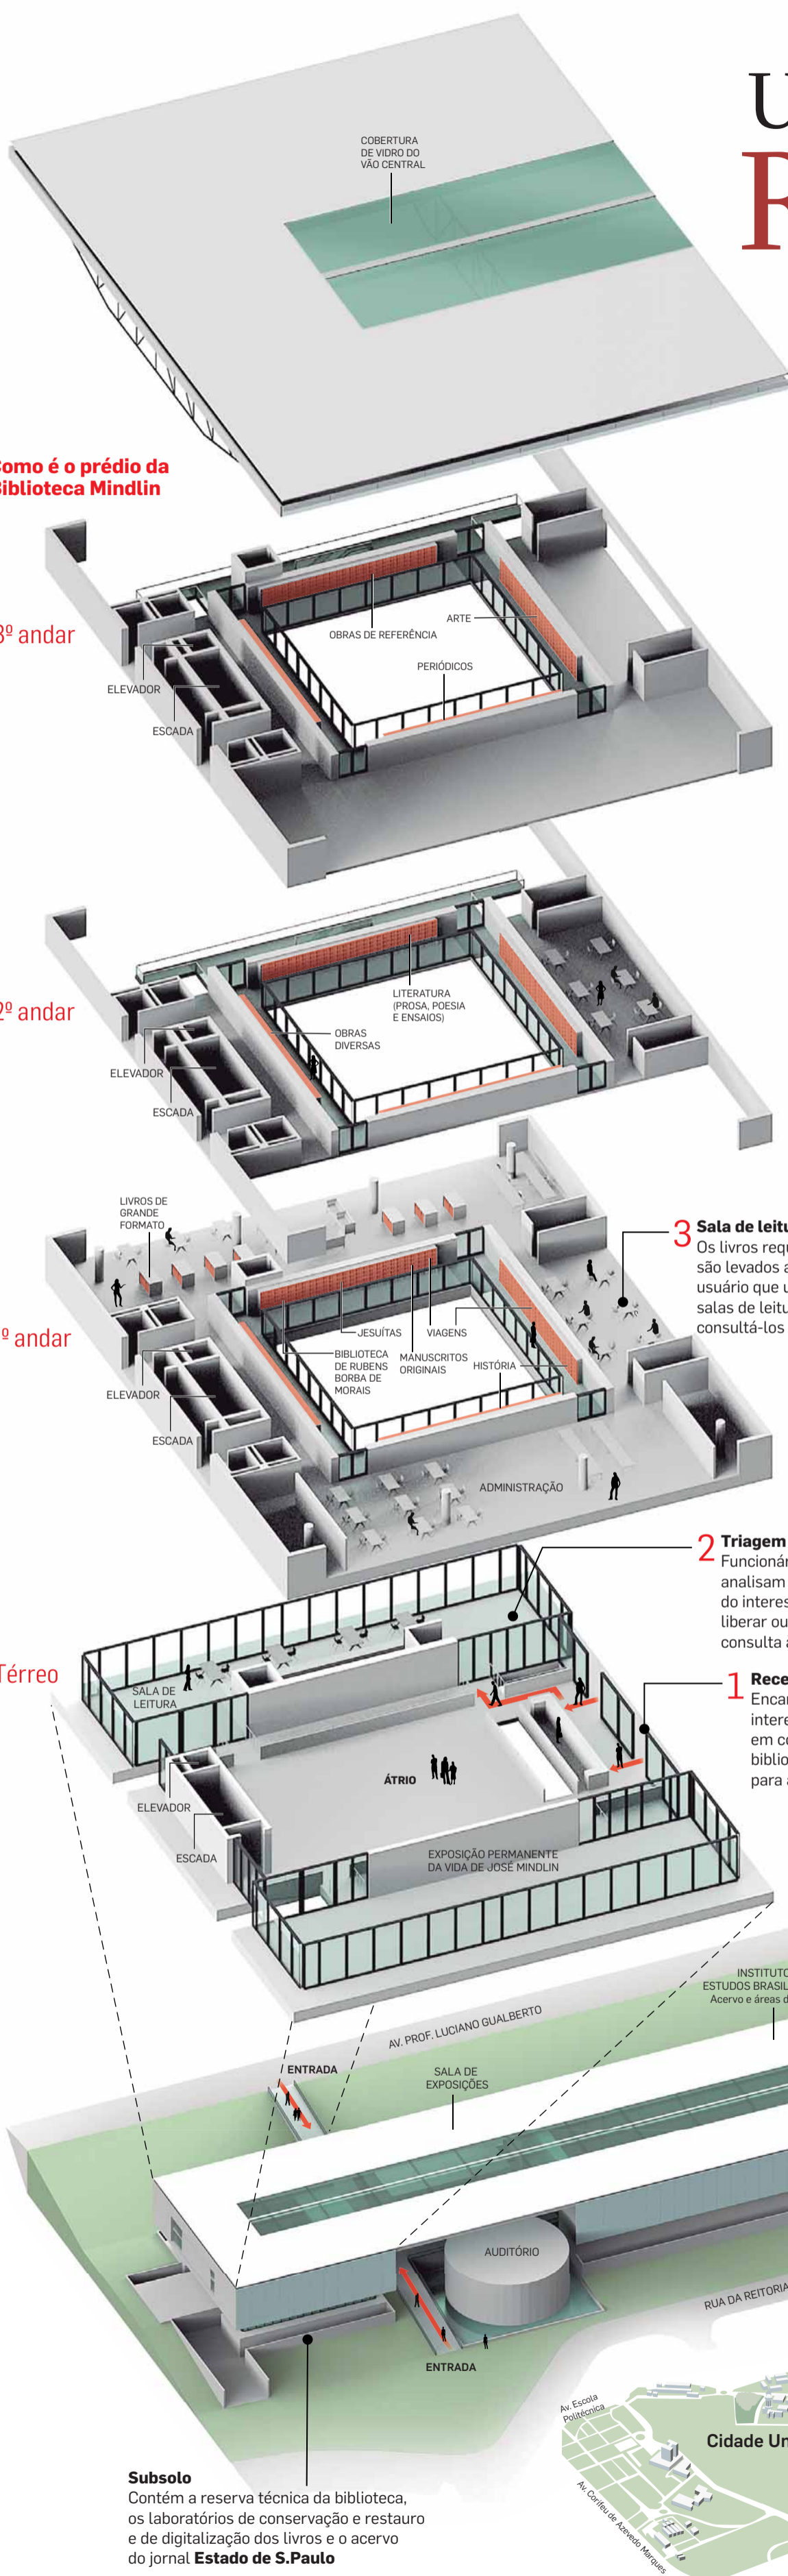 COBERTURA
DE VIDRO DO
VÃO CENTRAL
U
R
Como é o prédio da
Biblioteca Mindlin
3º andar
OBRAS DE REFERÊNCIA
ARTE
PERIÓDICOS
ELEVADOR
ESCADA
2º andar
LITERATURA
(PROSA, POESIA
E ENSAIOS)
OBRAS
DIVERSAS
ELEVADOR
ESCADA
LIVROS DE
GRANDE
FORMATO
3 Sala de leitu
Os livros requ
são levados a
usuário que u
salas de leitu
consultá-los
º andar
JESUÍTAS
VIAGENS
BIBLIOTECA
DE RUBENS
BORBA DE
MORAIS
MANUSCRITOS
ORIGINAIS
HISTÓRIA
ELEVADOR
ESCADA
ADMINISTRAÇÃO
2 Triagem
Funcionár
analisam
do interes
liberar ou
consulta a
Térreo
SALA DE
LEITURA
1 Rece
Encar
intere
em co
biblio
para a
ÁTRIO
ELEVADOR
ESCADA
EXPOSIÇÃO PERMANENTE
DA VIDA DE JOSÉ MINDLIN
INSTITUTO
ESTUDOS BRASIL
Acervo e áreas d
AV. PROF. LUCIANO GUALBERTO
ENTRADA
SALA DE
EXPOSIÇÕES
AUDITÓRIO
RUA DA REITORIA
ENTRADA
Av. Escola
Politécnica
Cidade Un
Av. Corifeu de Azevedo Marques
Subsolo
Contém a reserva técnica da biblioteca,
os laboratórios de conservação e restauro
e de digitalização dos livros e o acervo
do jornal Estado de S.Paulo